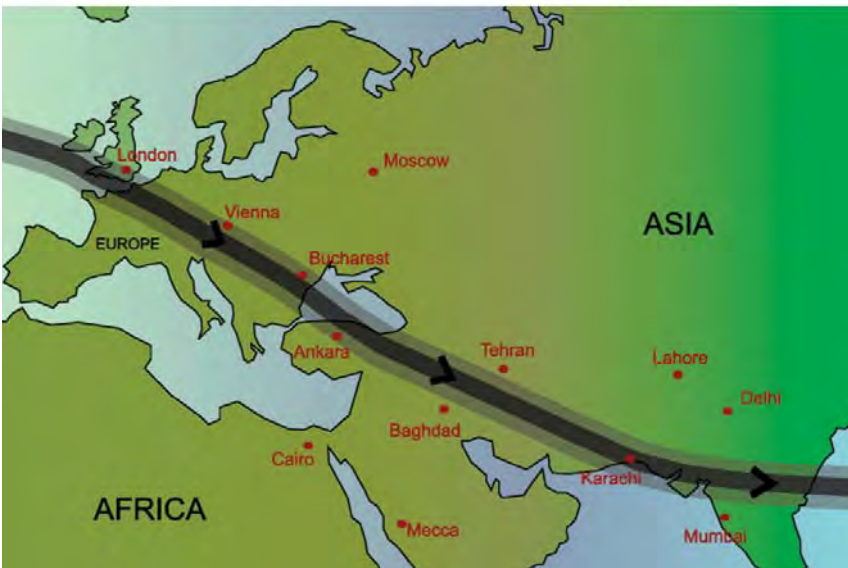 London
Moscow
Vienna
ASIA
EUROPE
Bucharest
Ankara
Tehran
Lahore
Delhi
Baghdad
Cairo
Karachi
AFRICA
Mecca
Mumbai